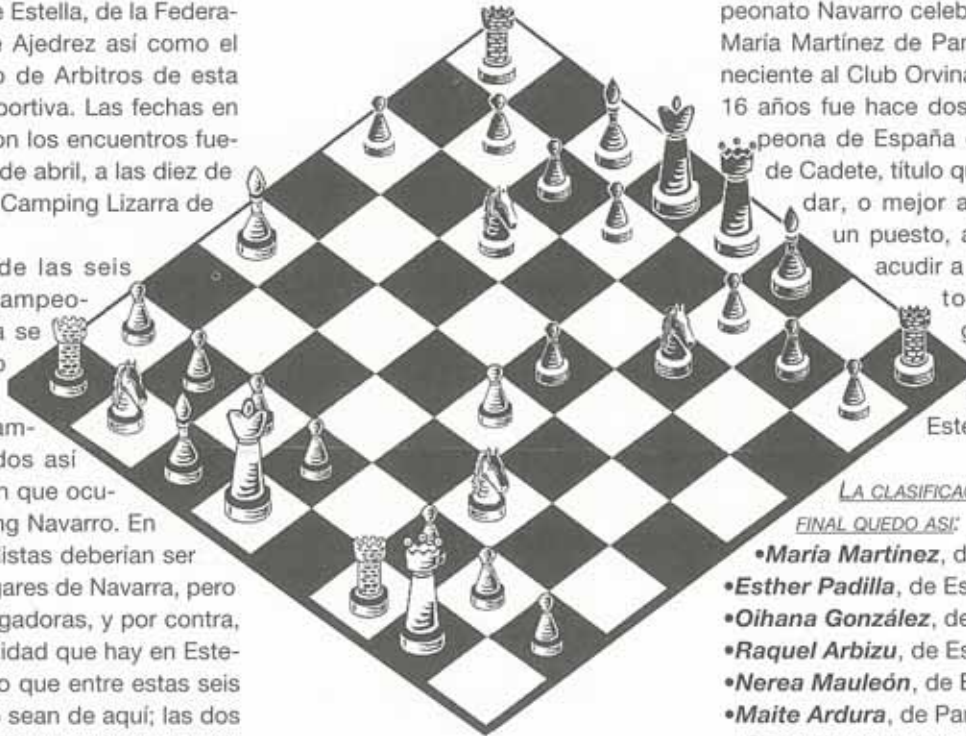 e Estella, de la Federa-
e Ajedrez así como el
o de Arbitros de esta
portiva. Las fechas en
on los encuentros fue-
de abril, a las diez de
Camping Lizarra de
de las seis
ampeo-
a se
o
am-
dos así
n que ocu-
ng Navarro. En
listas deberían ser
gares de Navarra, pero
gadoras, y por contra,
idad que hay en Este-
o que entre estas seis
sean de aquí; las dos
peonato Navarro celeb
María Martínez de Par
neciente al Club Orvina
16 años fue hace dos
peona de España
de Cadete, título qu
dar, o mejor a
un puesto, a
acudir a
to
g
Este
LA CLASIFICA
FINAL QUEDO ASI:
•María Martínez, d
•Esther Padilla, de Es
•Oihana González, de
•Raquel Arbizu, de Es
•Nerea Mauleón, de E
•Maite Ardura, de Par